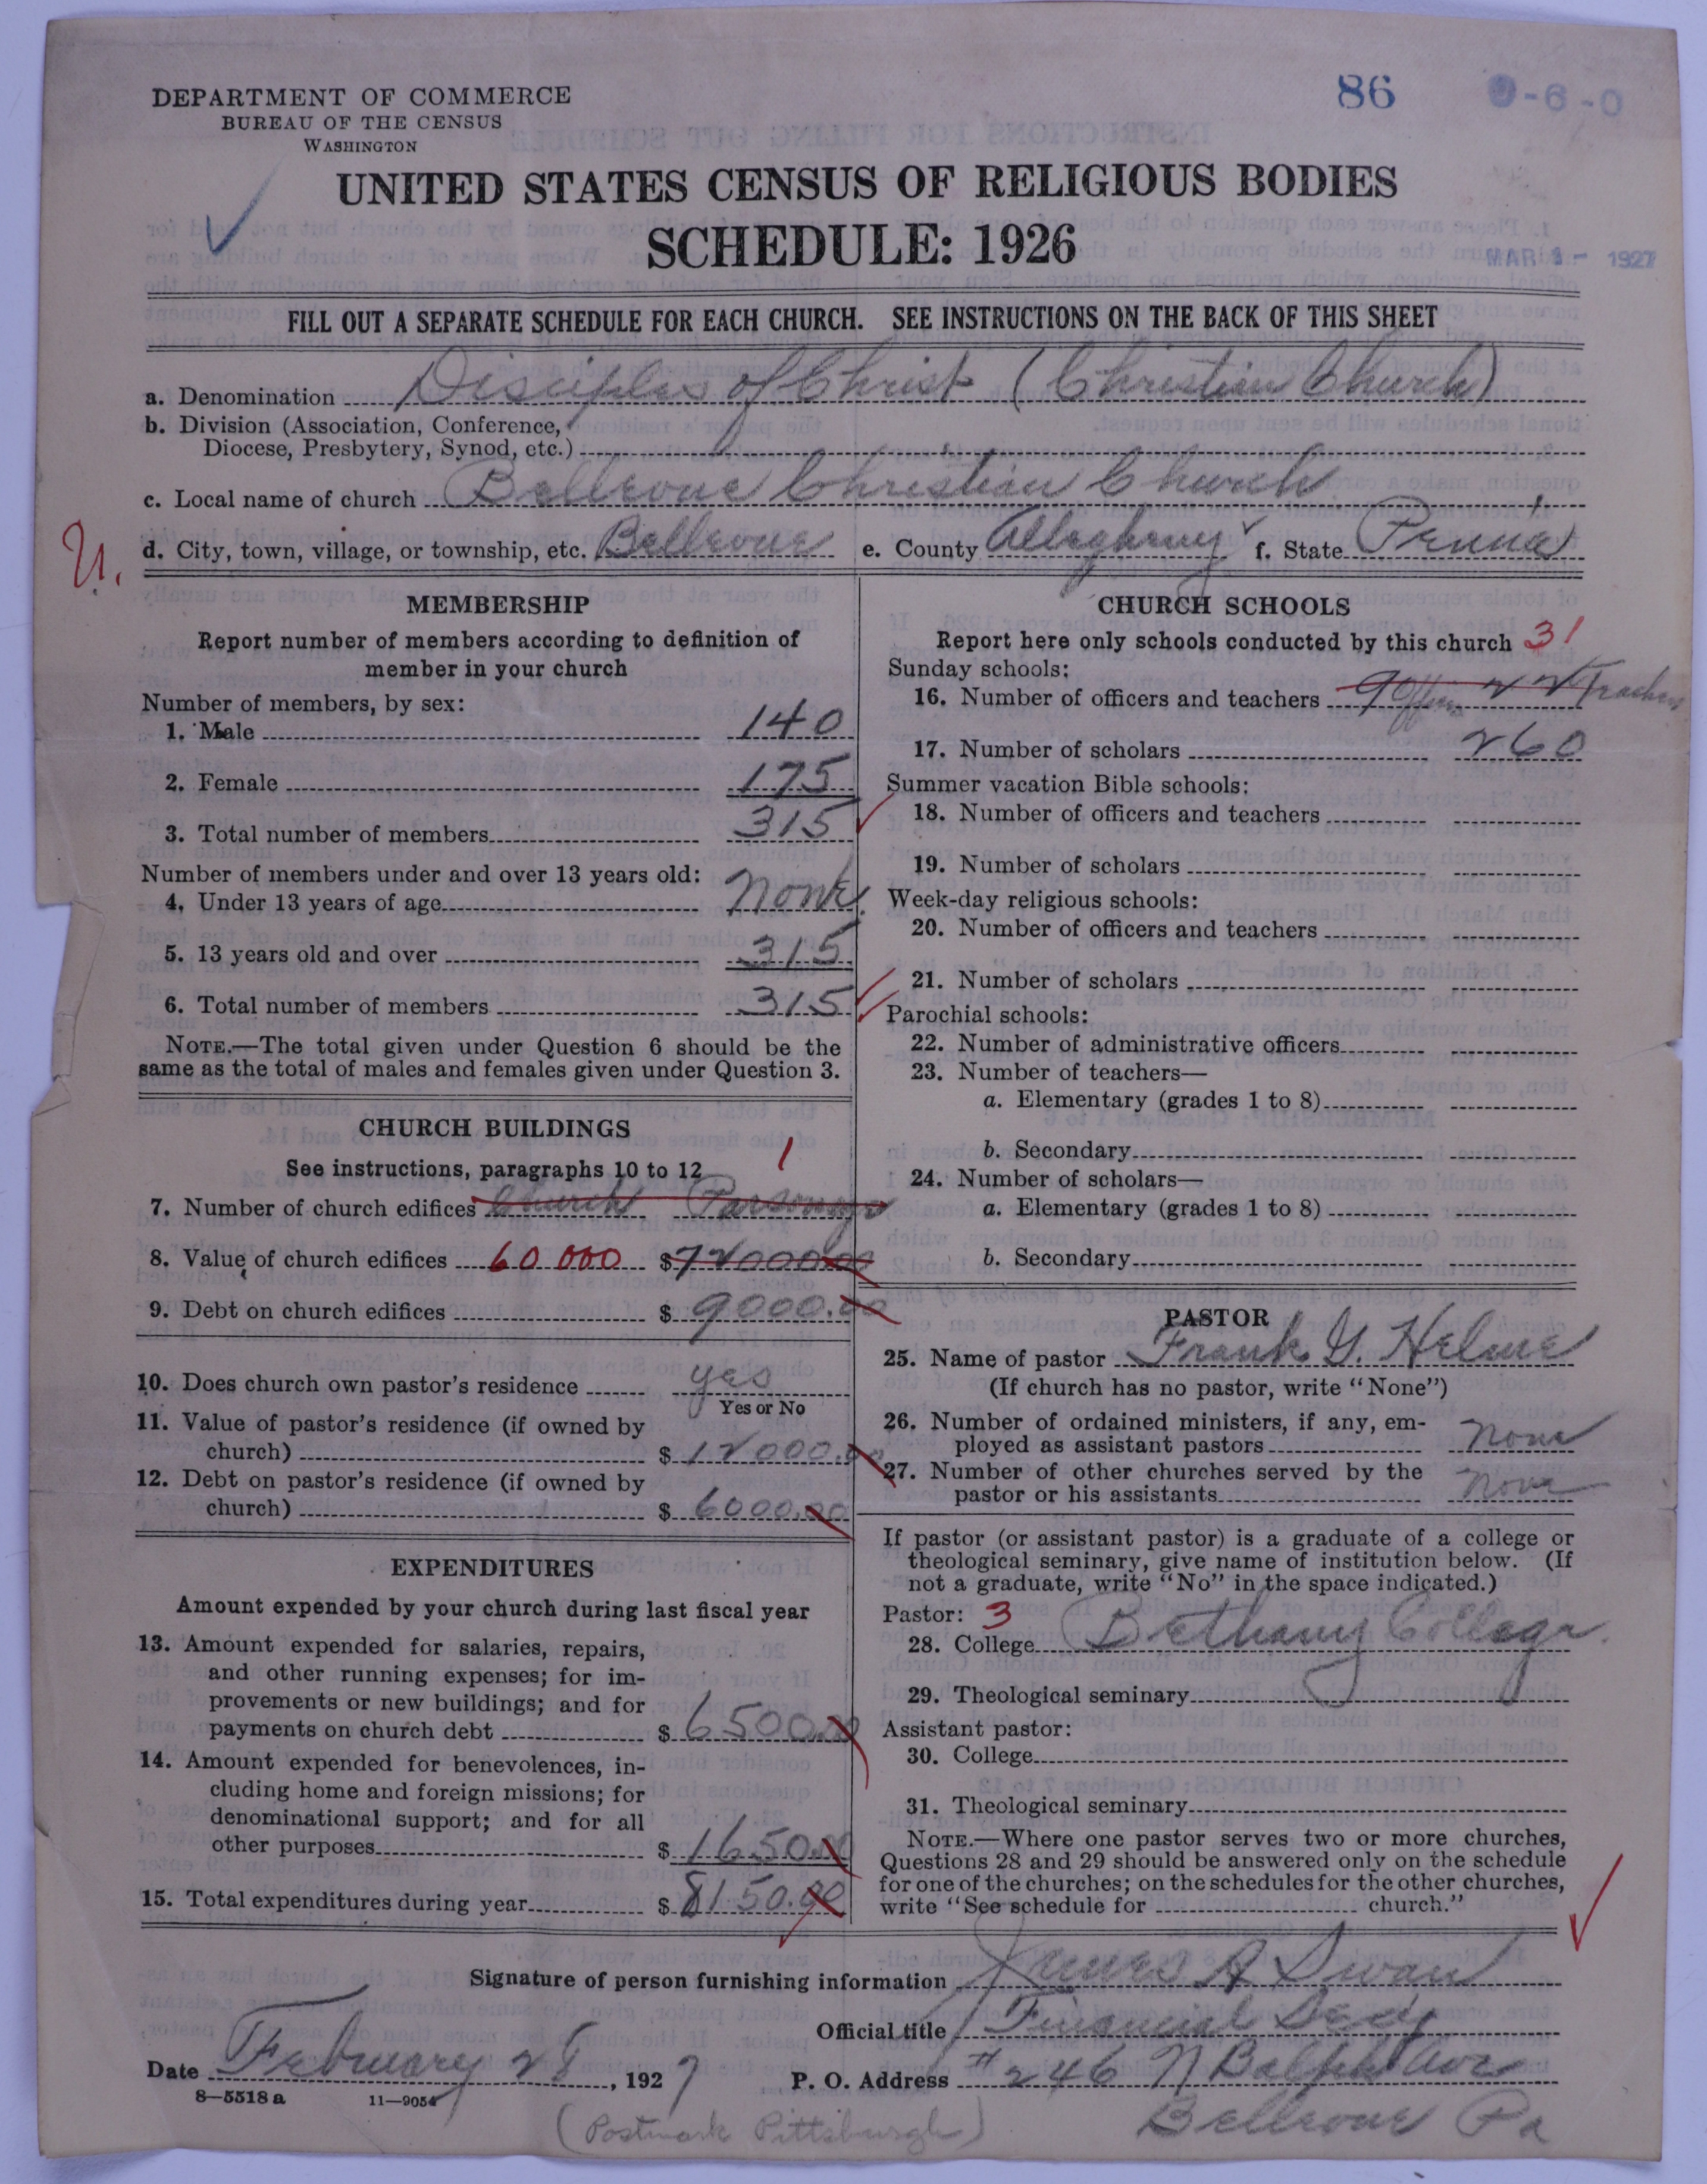 DEPARTMENT OF COMMERCE
BUREAU OF THE CENSUS
WASHINGTON
86
-6-0
UNITED STATES CENSUS OF RELIGIOUS BODIES
SCHEDULE: 1926
MAR 1 - 1927
FILL OUT A SEPARATE SCHEDULE FOR EACH CHURCH. SEE INSTRUCTIONS ON THE BACK OF THIS SHEET
a. Denomination Disciples of Christ (Christian Church)
b. Division (Association, Conference,
Diocese, Presbytery, Synod, etc.)
c. Local name of church Bellevue Christian Church
U.
d. City, town, village, or township, etc. Bellevue e. County Allegheny f. State Penna
MEMBERSHIP
Report number of members according to definition of
member in your church
Number of members, by sex:
1. Male 140
2. Female 175
3. Total number of members 315
Number of members under and over 13 years old:
4. Under 13 years of age None
5. 13 years old and over 315
6. Total number of members 315
NOTE.—The total given under Question 6 should be the
same as the total of males and females given under Question 3.
CHURCH BUILDINGS
See instructions, paragraphs 10 to 12
1
7. Number of church edifices Church Parsonage
8. Value of church edifices 60 000 $72000.00
9. Debt on church edifices $ 9000.00
10. Does church own pastor's residence yes
Yes or No
11. Value of pastor's residence (if owned by
church) $ 12000.00
12. Debt on pastor's residence (if owned by
church) $ 6000.00
EXPENDITURES
Amount expended by your church during last fiscal year
13. Amount expended for salaries, repairs,
and other running expenses; for im-
provements or new buildings; and for
payments on church debt $ 6500.00
14. Amount expended for benevolences, in-
cluding home and foreign missions; for
denominational support; and for all
other purposes $ 1650.00
15. Total expenditures during year $ 8150.00
CHURCH SCHOOLS
Report here only schools conducted by this church 31
Sunday schools:
16. Number of officers and teachers 9 Officers 22 Teachers
17. Number of scholars 260
Summer vacation Bible schools:
18. Number of officers and teachers
19. Number of scholars
Week-day religious schools:
20. Number of officers and teachers
21. Number of scholars
Parochial schools:
22. Number of administrative officers
23. Number of teachers—
a. Elementary (grades 1 to 8)
b. Secondary
24. Number of scholars—
a. Elementary (grades 1 to 8)
b. Secondary
PASTOR
25. Name of pastor Frank G. Helme
(If church has no pastor, write "None")
26. Number of ordained ministers, if any, em-
ployed as assistant pastors None
27. Number of other churches served by the
pastor or his assistants None
If pastor (or assistant pastor) is a graduate of a college or
theological seminary, give name of institution below. (If
not a graduate, write "No" in the space indicated.)
Pastor: 3
28. College Bethany College
29. Theological seminary
Assistant pastor:
30. College
31. Theological seminary
NOTE.—Where one pastor serves two or more churches,
Questions 28 and 29 should be answered only on the schedule
for one of the churches; on the schedules for the other churches,
write "See schedule for church."
Signature of person furnishing information James A Swan
Official title Financial Secy
Date February 28, 1927 P. O. Address #246 N Balph Ave
8—5518 a 11—9054
Bellevue Pa
(Postmark Pittsburgh)